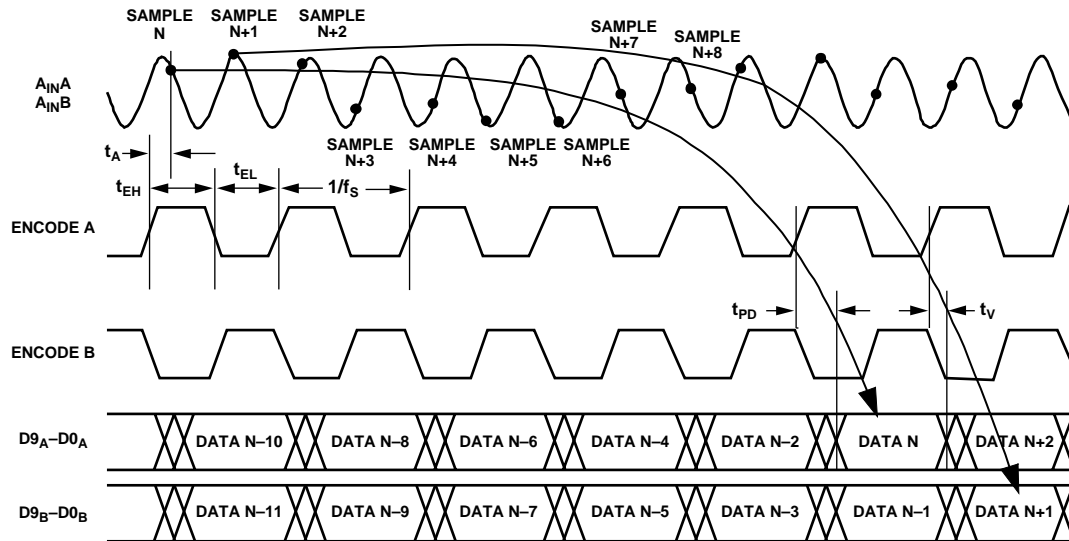 SAMPLE N
SAMPLE N+1
SAMPLE N+2
SAMPLE N+7
SAMPLE N+8
AINA
AINB
SAMPLE N+3
SAMPLE N+4
SAMPLE N+5
SAMPLE N+6
tA
tEH
tEL
1/fS
ENCODE A
tPD
tV
ENCODE B
D9A–D0A
DATA N–10
DATA N–8
DATA N–6
DATA N–4
DATA N–2
DATA N
DATA N+2
D9B–D0B
DATA N–11
DATA N–9
DATA N–7
DATA N–5
DATA N–3
DATA N–1
DATA N+1